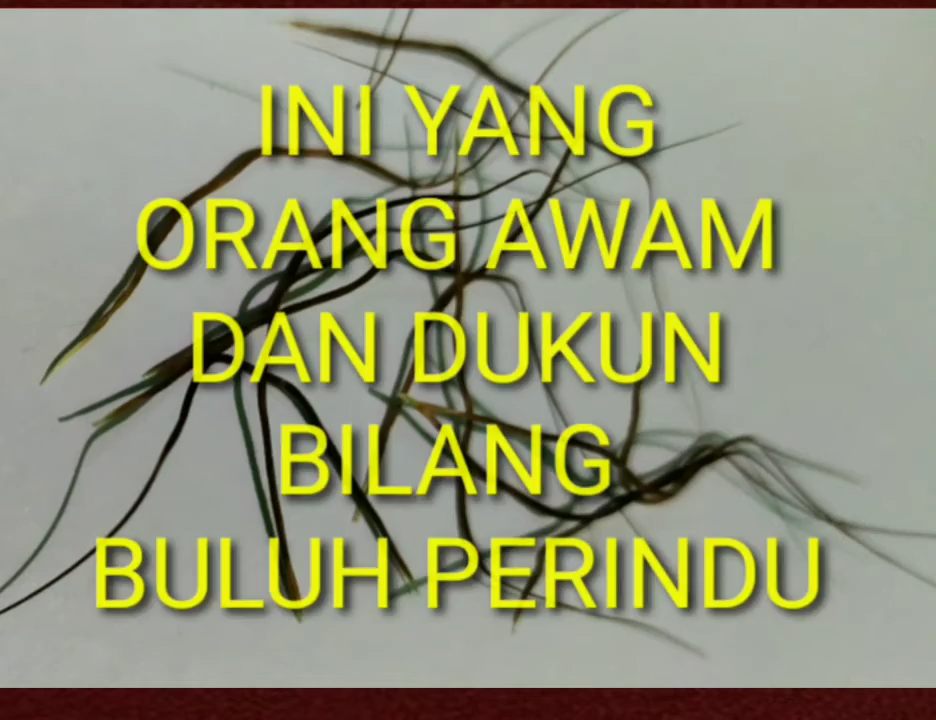 INI YANG
ORANG AWAM
DAN DUKUN
BILANG
BULUH PERINDU